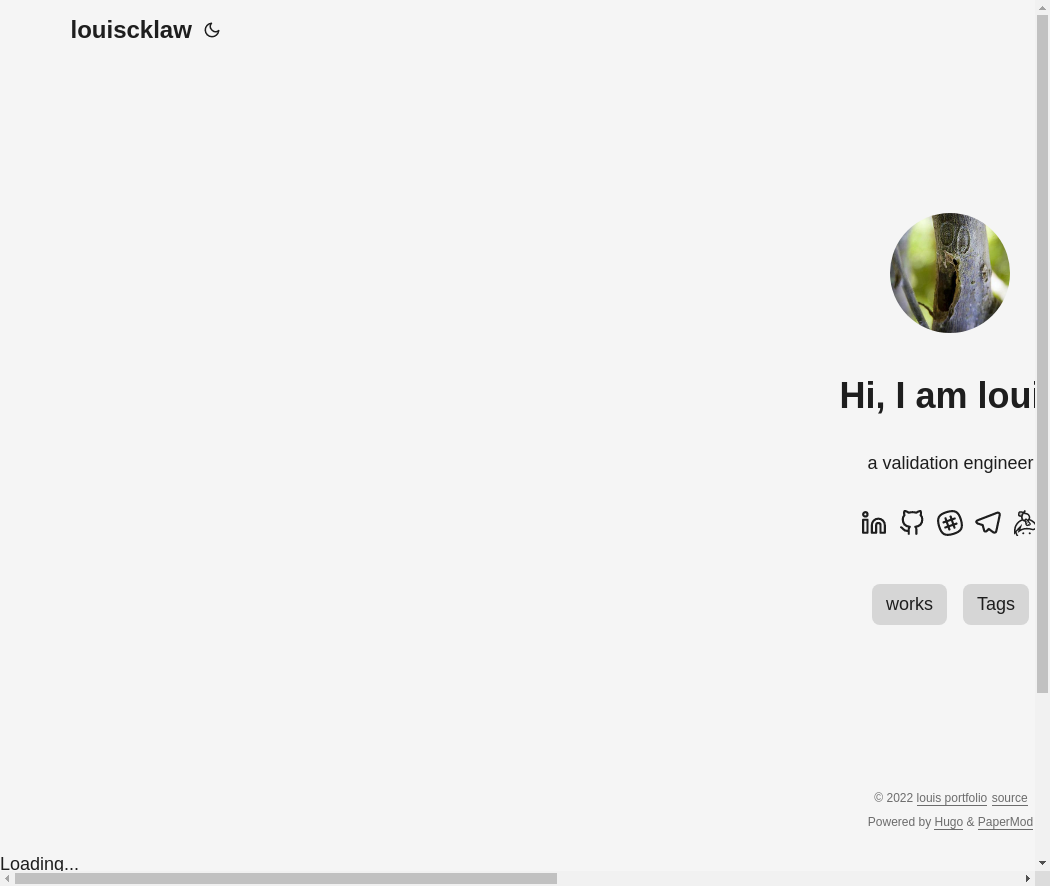 louiscklaw
Hi, I am loui
a validation engineer
works Tags
© 2022 louis portfolio source
Powered by Hugo & PaperMod
Loading...